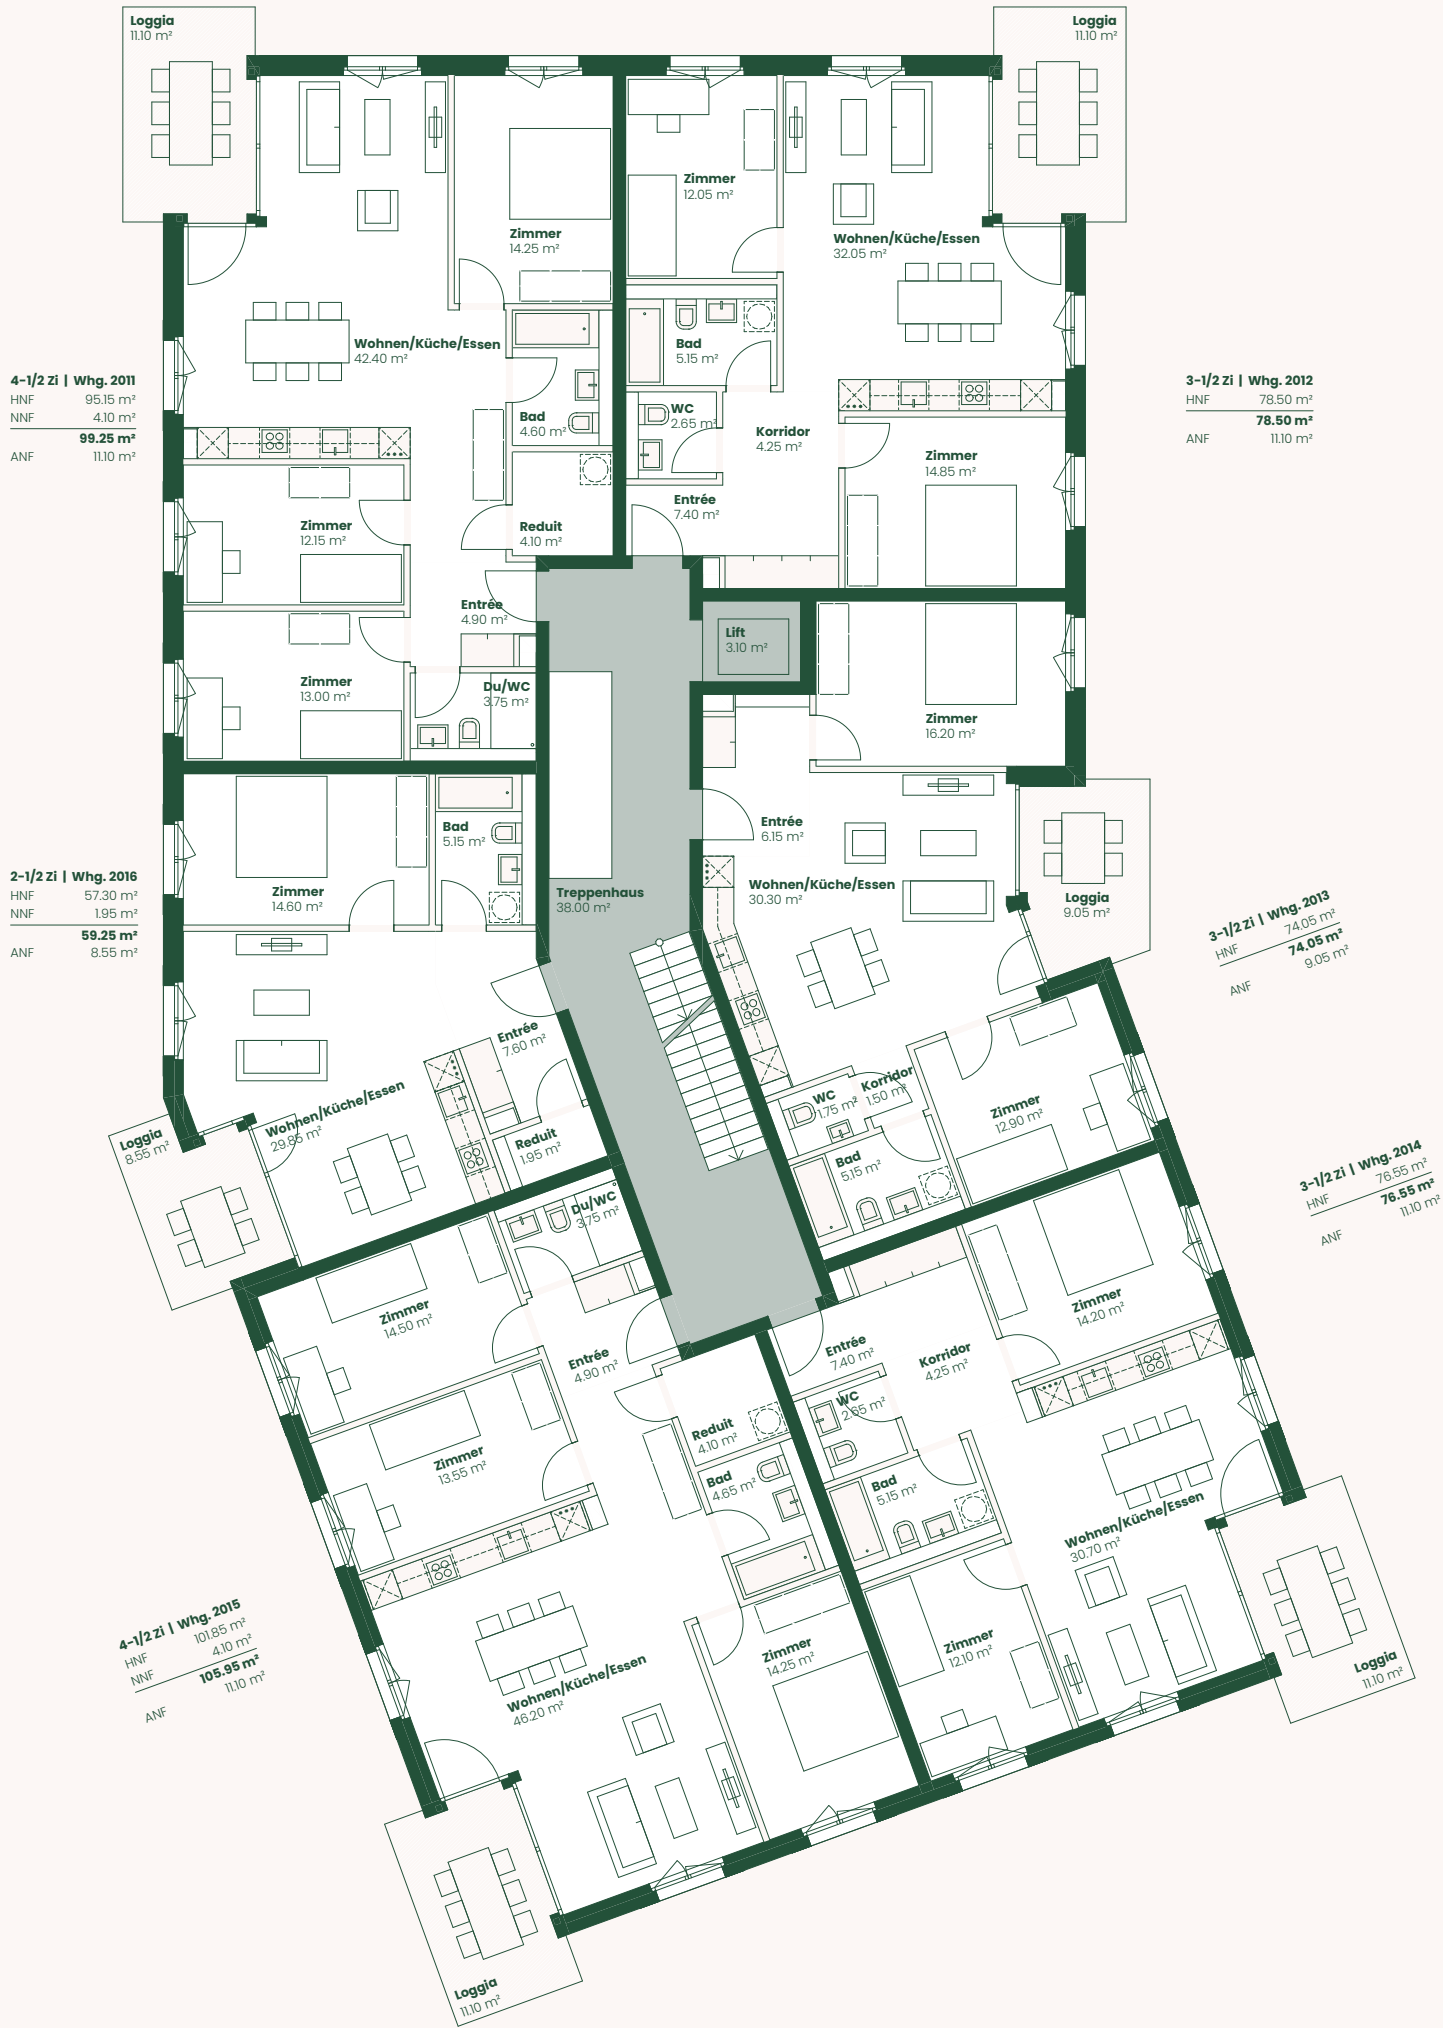 Loggia
11.10 m²
Loggia
11.10 m²
Zimmer
14.25 m²
Zimmer
12.05 m²
Wohnen/Küche/Essen
32.05 m²
Wohnen/Küche/Essen
42.40 m²
Bad
5.15 m²
4-1/2 Zi | Whg. 2011
HNF 95.15 m²
NNF 4.10 m²
99.25 m²
ANF 11.10 m²
3-1/2 Zi | Whg. 2012
HNF 78.50 m²
78.50 m²
ANF 11.10 m²
Bad
4.60 m²
WC
2.65 m²
Korridor
4.25 m²
Zimmer
14.85 m²
Entrée
7.40 m²
Zimmer
12.15 m²
Reduit
4.10 m²
Entrée
4.90 m²
Lift
3.10 m²
Zimmer
13.00 m²
Du/WC
3.75 m²
Zimmer
16.20 m²
Bad
5.15 m²
Entrée
6.15 m²
Zimmer
14.60 m²
Treppenhaus
38.00 m²
Wohnen/Küche/Essen
30.30 m²
Loggia
9.05 m²
2-1/2 Zi | Whg. 2016
HNF 57.30 m²
NNF 1.95 m²
59.25 m²
ANF 8.55 m²
3-1/2 Zi | Whg. 2013
HNF 74.05 m²
74.05 m²
ANF 9.05 m²
Entrée
7.60 m²
Wohnen/Küche/Essen
29.85 m²
Loggia
8.55 m²
Reduit
1.95 m²
WC
1.75 m²
Korridor
1.50 m²
Zimmer
12.90 m²
Bad
5.15 m²
3-1/2 Zi | Whg. 2014
HNF 76.55 m²
76.55 m²
ANF 11.10 m²
Du/WC
3.75 m²
Zimmer
14.50 m²
Zimmer
14.20 m²
Entrée
4.90 m²
Entrée
7.40 m²
Korridor
4.25 m²
WC
2.65 m²
Reduit
4.10 m²
Zimmer
13.55 m²
Bad
4.65 m²
Bad
5.15 m²
Wohnen/Küche/Essen
30.70 m²
4-1/2 Zi | Whg. 2015
HNF 101.85 m²
NNF 4.10 m²
105.95 m²
ANF 11.10 m²
Zimmer
14.25 m²
Zimmer
12.10 m²
Wohnen/Küche/Essen
46.20 m²
Loggia
11.10 m²
Loggia
11.10 m²